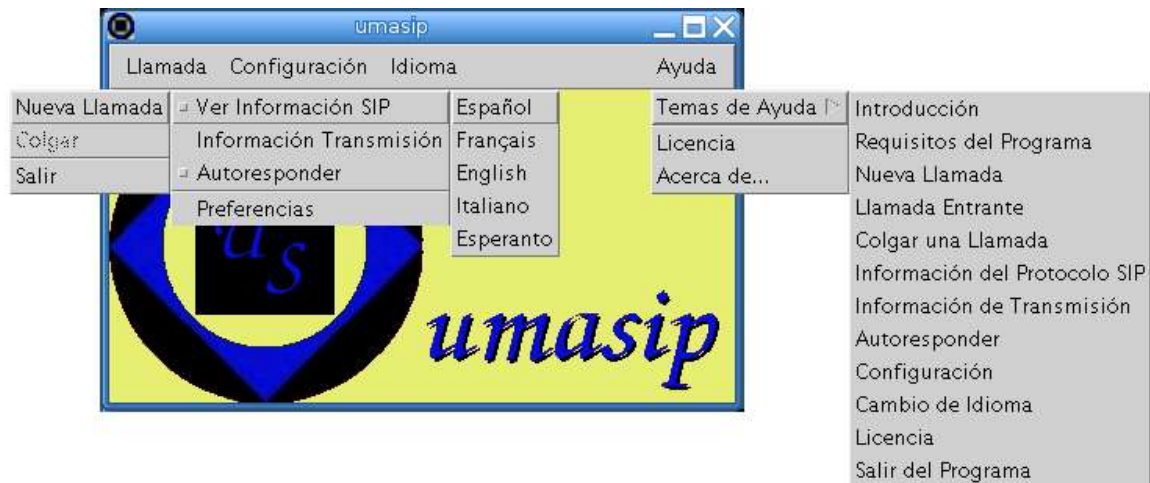 umasip
Llamada Configuración Idioma Ayuda
Nueva Llamada
Colgar
Salir
Ver Información SIP
Información Transmisión
Autoresponder
Preferencias
Español
Français
English
Italiano
Esperanto
Temas de Ayuda
Licencia
Acerca de...
Introducción
Requisitos del Programa
Nueva Llamada
Llamada Entrante
Colgar una Llamada
Información del Protocolo SIP
Información de Transmisión
Autoresponder
Configuración
Cambio de Idioma
Licencia
Salir del Programa
us
umasip